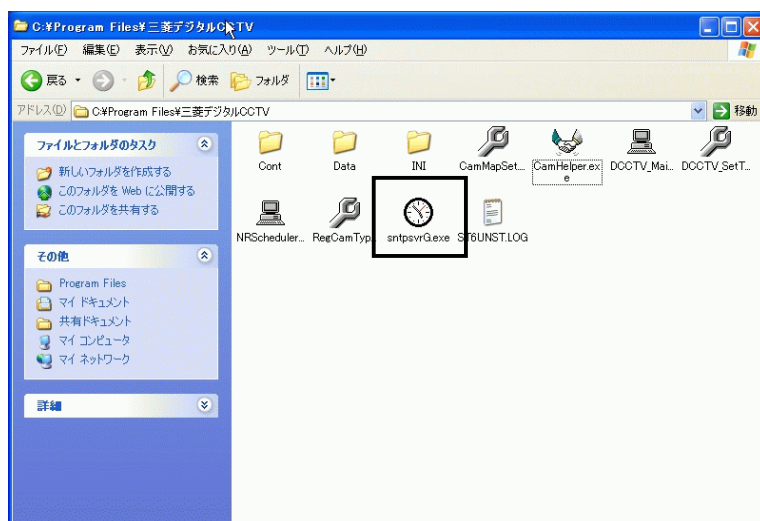 C:¥Program Files¥三菱デジタルCCTV
ファイル(F) 編集(E) 表示(V) お気に入り(A) ツール(T) ヘルプ(H)
戻る 検索 フォルダ
アドレス(D) C:¥Program Files¥三菱デジタルCCTV 移動
ファイルとフォルダのタスク
新しいフォルダを作成する
このフォルダを Web に公開する
このフォルダを共有する
その他
Program Files
マイ ドキュメント
共有ドキュメント
マイ コンピュータ
マイ ネットワーク
詳細
Cont Data INI CamMapSet... CamHelper.ex
e DCCTV_Mai... DCCTV_SetT...
NRScheduler... RegCamTyp... sntpsvrG.exe ST6UNST.LOG